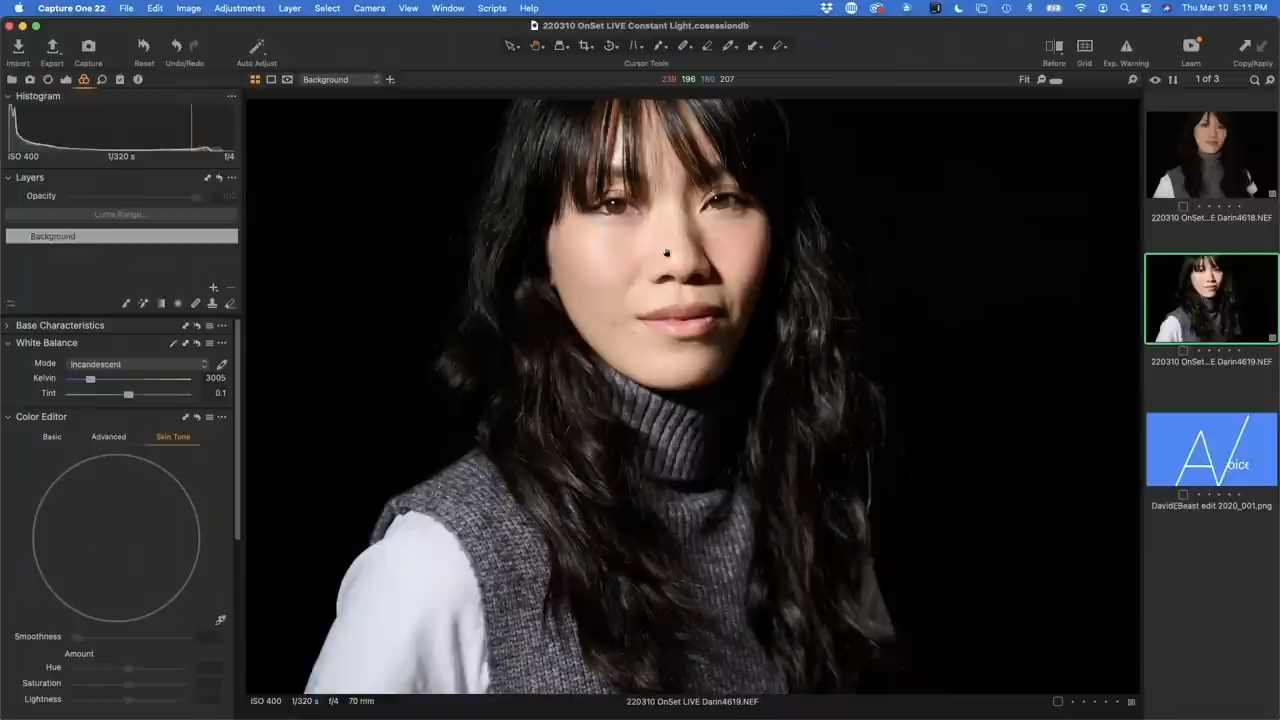 Capture One 22 File Edit Image Adjustments Layer Select Camera View Window Scripts Help Thu Mar 10 5:11 PM
220310 OnSet LIVE Constant Light.cosessiondb
Import Export Capture Reset Undo/Redo Auto Adjust Cursor Tools Before Grid Exp. Warning Learn Copy/Apply
Background 239 196 180 207 Fit 1 of 3
Histogram
ISO 400 1/320 s f/4
Layers
Opacity 100
Luma Range...
Background
Base Characteristics
White Balance
Mode Incandescent
Kelvin 3005
Tint 0.1
Color Editor
Basic Advanced Skin Tone
Smoothness
Amount
Hue
Saturation
Lightness
ISO 400 1/320 s f/4 70 mm 220310 OnSet LIVE Darin4619.NEF
220310 OnSet...E Darin4618.NEF
220310 OnSet...E Darin4619.NEF
AVoice
DavidEBeast edit 2020_001.png